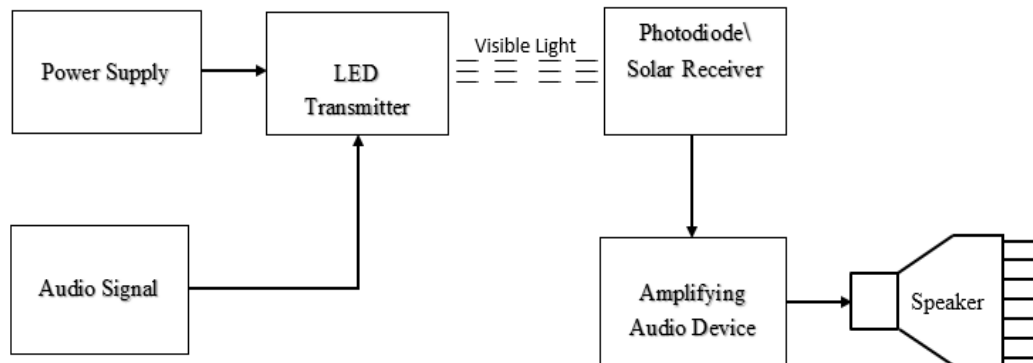 Power Supply
LED
Transmitter
Visible Light
Photodiode\
Solar Receiver
Audio Signal
Amplifying
Audio Device
Speaker